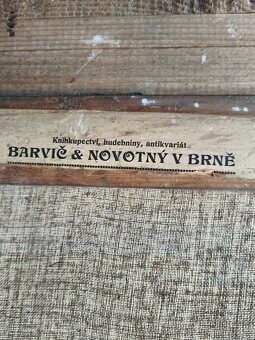 Knihkupectví, hudebniny, antikvariát
BARVIČ & NOVOTNÝ V BRNĚ